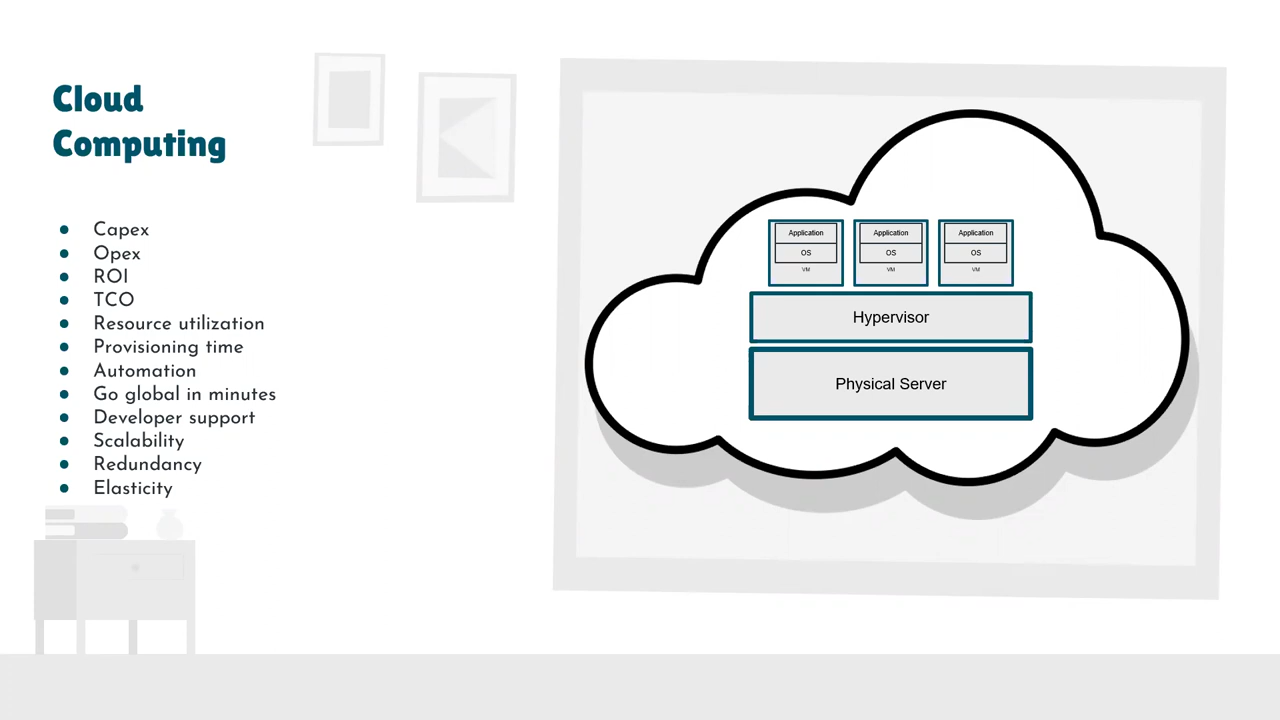 Cloud
Computing
Capex
Opex
ROI
TCO
Resource utilization
Provisioning time
Automation
Go global in minutes
Developer support
Scalability
Redundancy
Elasticity
Application
OS
VM
Application
OS
VM
Application
OS
VM
Hypervisor
Physical Server